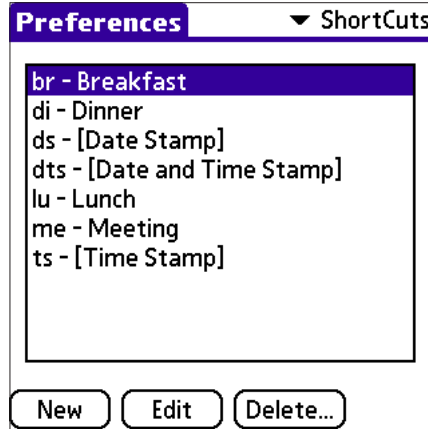 Preferences
ShortCuts
br - Breakfast
di - Dinner
ds - [Date Stamp]
dts - [Date and Time Stamp]
lu - Lunch
me - Meeting
ts - [Time Stamp]
New
Edit
Delete...